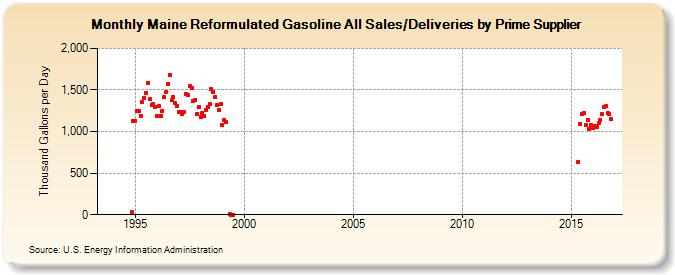 Monthly Maine Reformulated Gasoline All Sales/Deliveries by Prime Supplier
Thousand Gallons per Day
2,000
1,500
1,000
500
0
1995 2000 2005 2010 2015
Source: U.S. Energy Information Administration